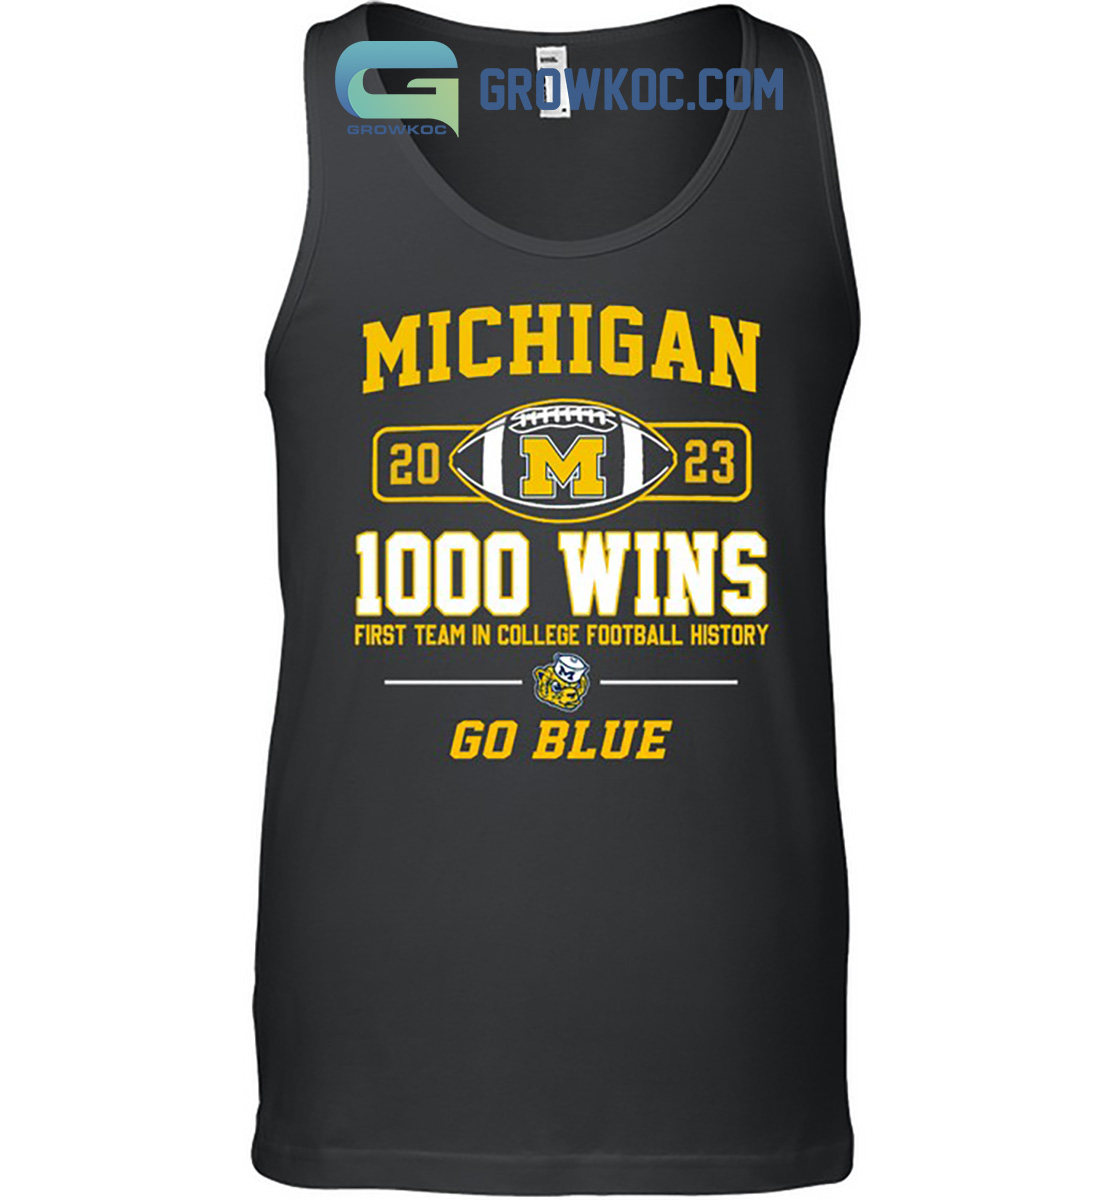 GROWKOC
GROWKOC.COM
MICHIGAN
20 M 23
1000 WINS
FIRST TEAM IN COLLEGE FOOTBALL HISTORY
M
GO BLUE